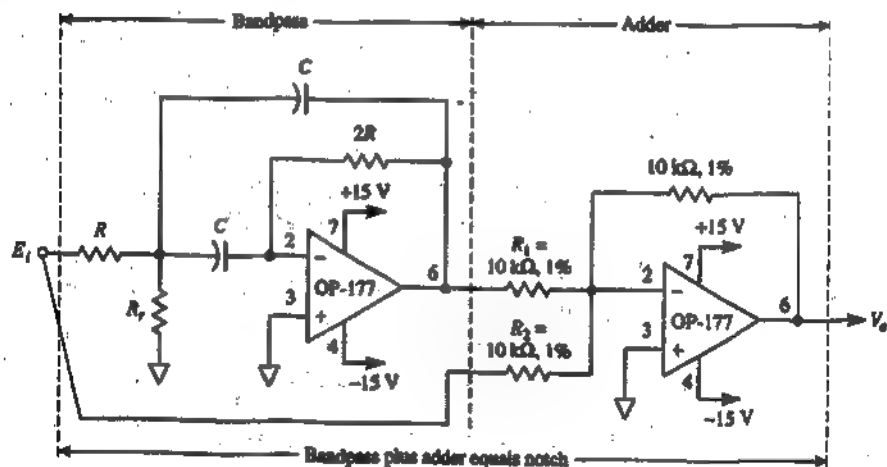 Bandpass
Adder
C
2R
10 kΩ, 1%
+15 V
+15 V
R
C
7
7
E_i
2
R_1 =
10 kΩ, 1%
2
6
6
OP-177
OP-177
V_o
R_r
3
3
R_2 =
10 kΩ, 1%
4
4
−15 V
−15 V
Bandpass plus adder equals notch